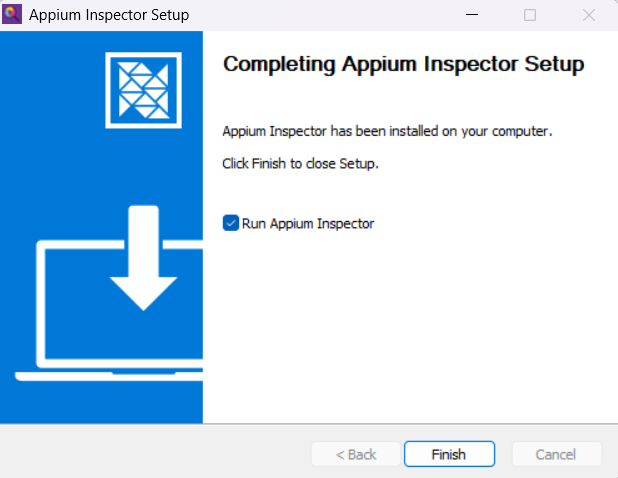 Appium Inspector Setup
Completing Appium Inspector Setup
Appium Inspector has been installed on your computer.
Click Finish to close Setup.
Run Appium Inspector
< Back
Finish
Cancel